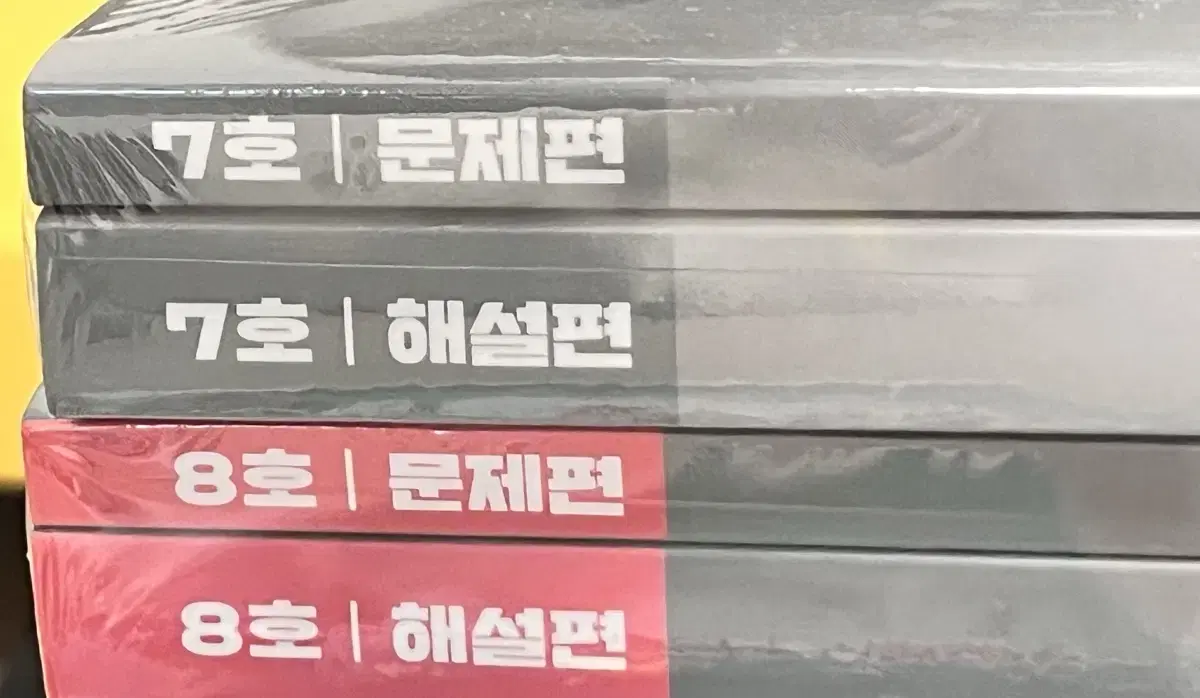 7호 | 문제편
7호 | 해설편
8호 | 문제편
8호 | 해설편